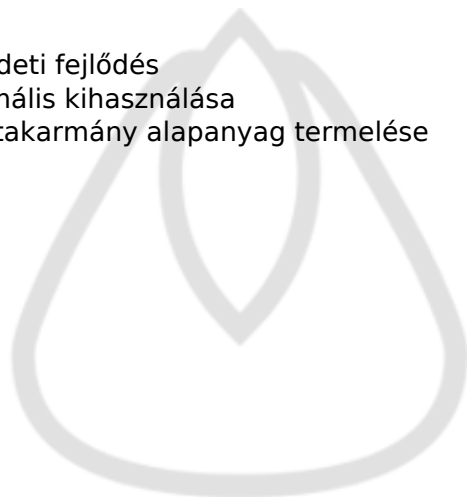 deti fejlődés
nális kihasználása
takarmány alapanyag termelése